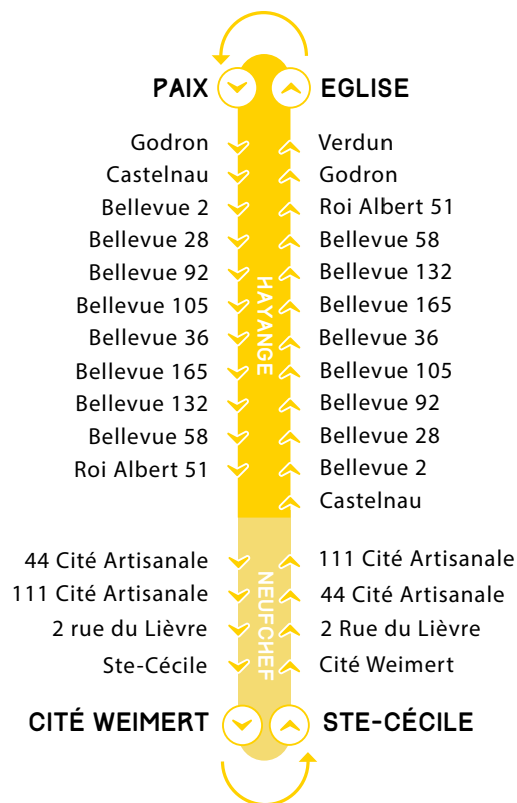 PAIX
EGLISE
Godron
Castelnau
Bellevue 2
Bellevue 28
Bellevue 92
Bellevue 105
Bellevue 36
Bellevue 165
Bellevue 132
Bellevue 58
Roi Albert 51
Verdun
Godron
Roi Albert 51
Bellevue 58
Bellevue 132
Bellevue 165
Bellevue 36
Bellevue 105
Bellevue 92
Bellevue 28
Bellevue 2
Castelnau
HAYANGE
44 Cité Artisanale
111 Cité Artisanale
2 rue du Lièvre
Ste-Cécile
111 Cité Artisanale
44 Cité Artisanale
2 Rue du Lièvre
Cité Weimert
NEUFCHEF
CITÉ WEIMERT
STE-CÉCILE